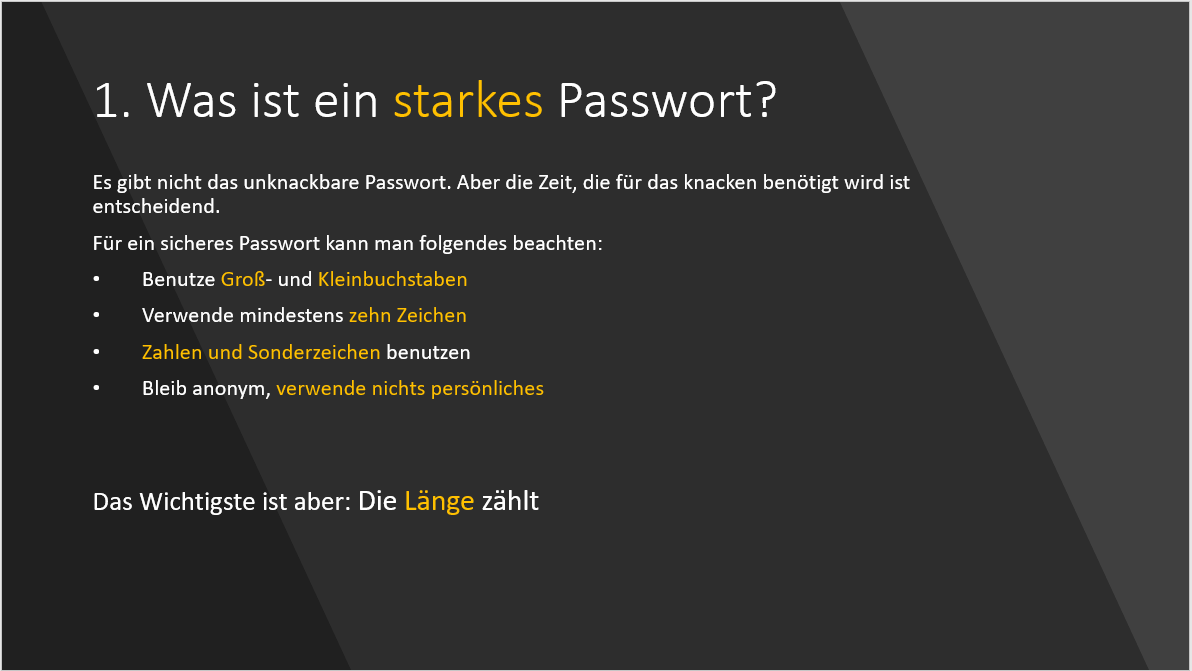 1. Was ist ein starkes Passwort?
Es gibt nicht das unknackbare Passwort. Aber die Zeit, die für das knacken benötigt wird ist
entscheidend.
Für ein sicheres Passwort kann man folgendes beachten:
• Benutze Groß- und Kleinbuchstaben
• Verwende mindestens zehn Zeichen
• Zahlen und Sonderzeichen benutzen
• Bleib anonym, verwende nichts persönliches
Das Wichtigste ist aber: Die Länge zählt